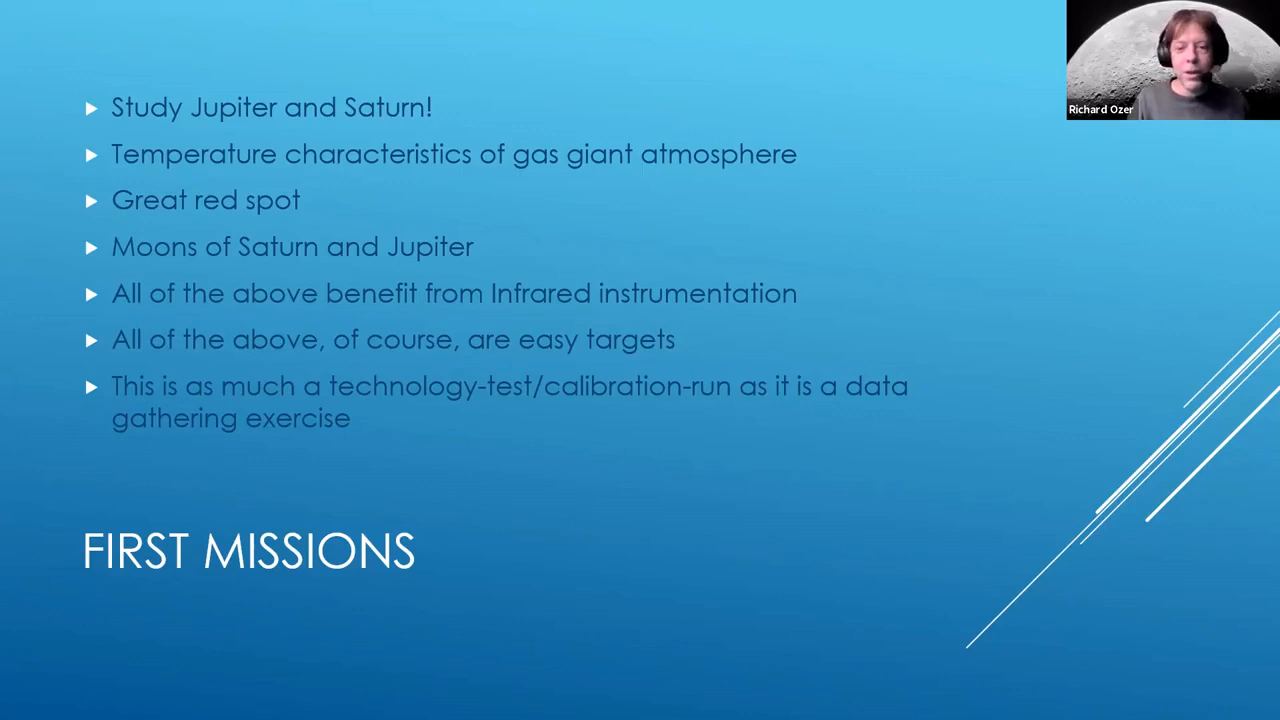 Study Jupiter and Saturn!
Temperature characteristics of gas giant atmosphere
Great red spot
Moons of Saturn and Jupiter
All of the above benefit from Infrared instrumentation
All of the above, of course, are easy targets
This is as much a technology-test/calibration-run as it is a data
gathering exercise
FIRST MISSIONS
Richard Ozer